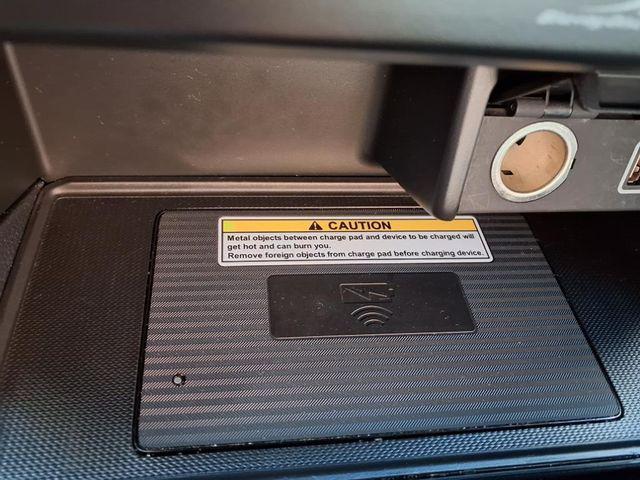 CAUTION
Metal objects between charge pad and device to be charged will
get hot and can burn you.
Remove foreign objects from charge pad before charging device.